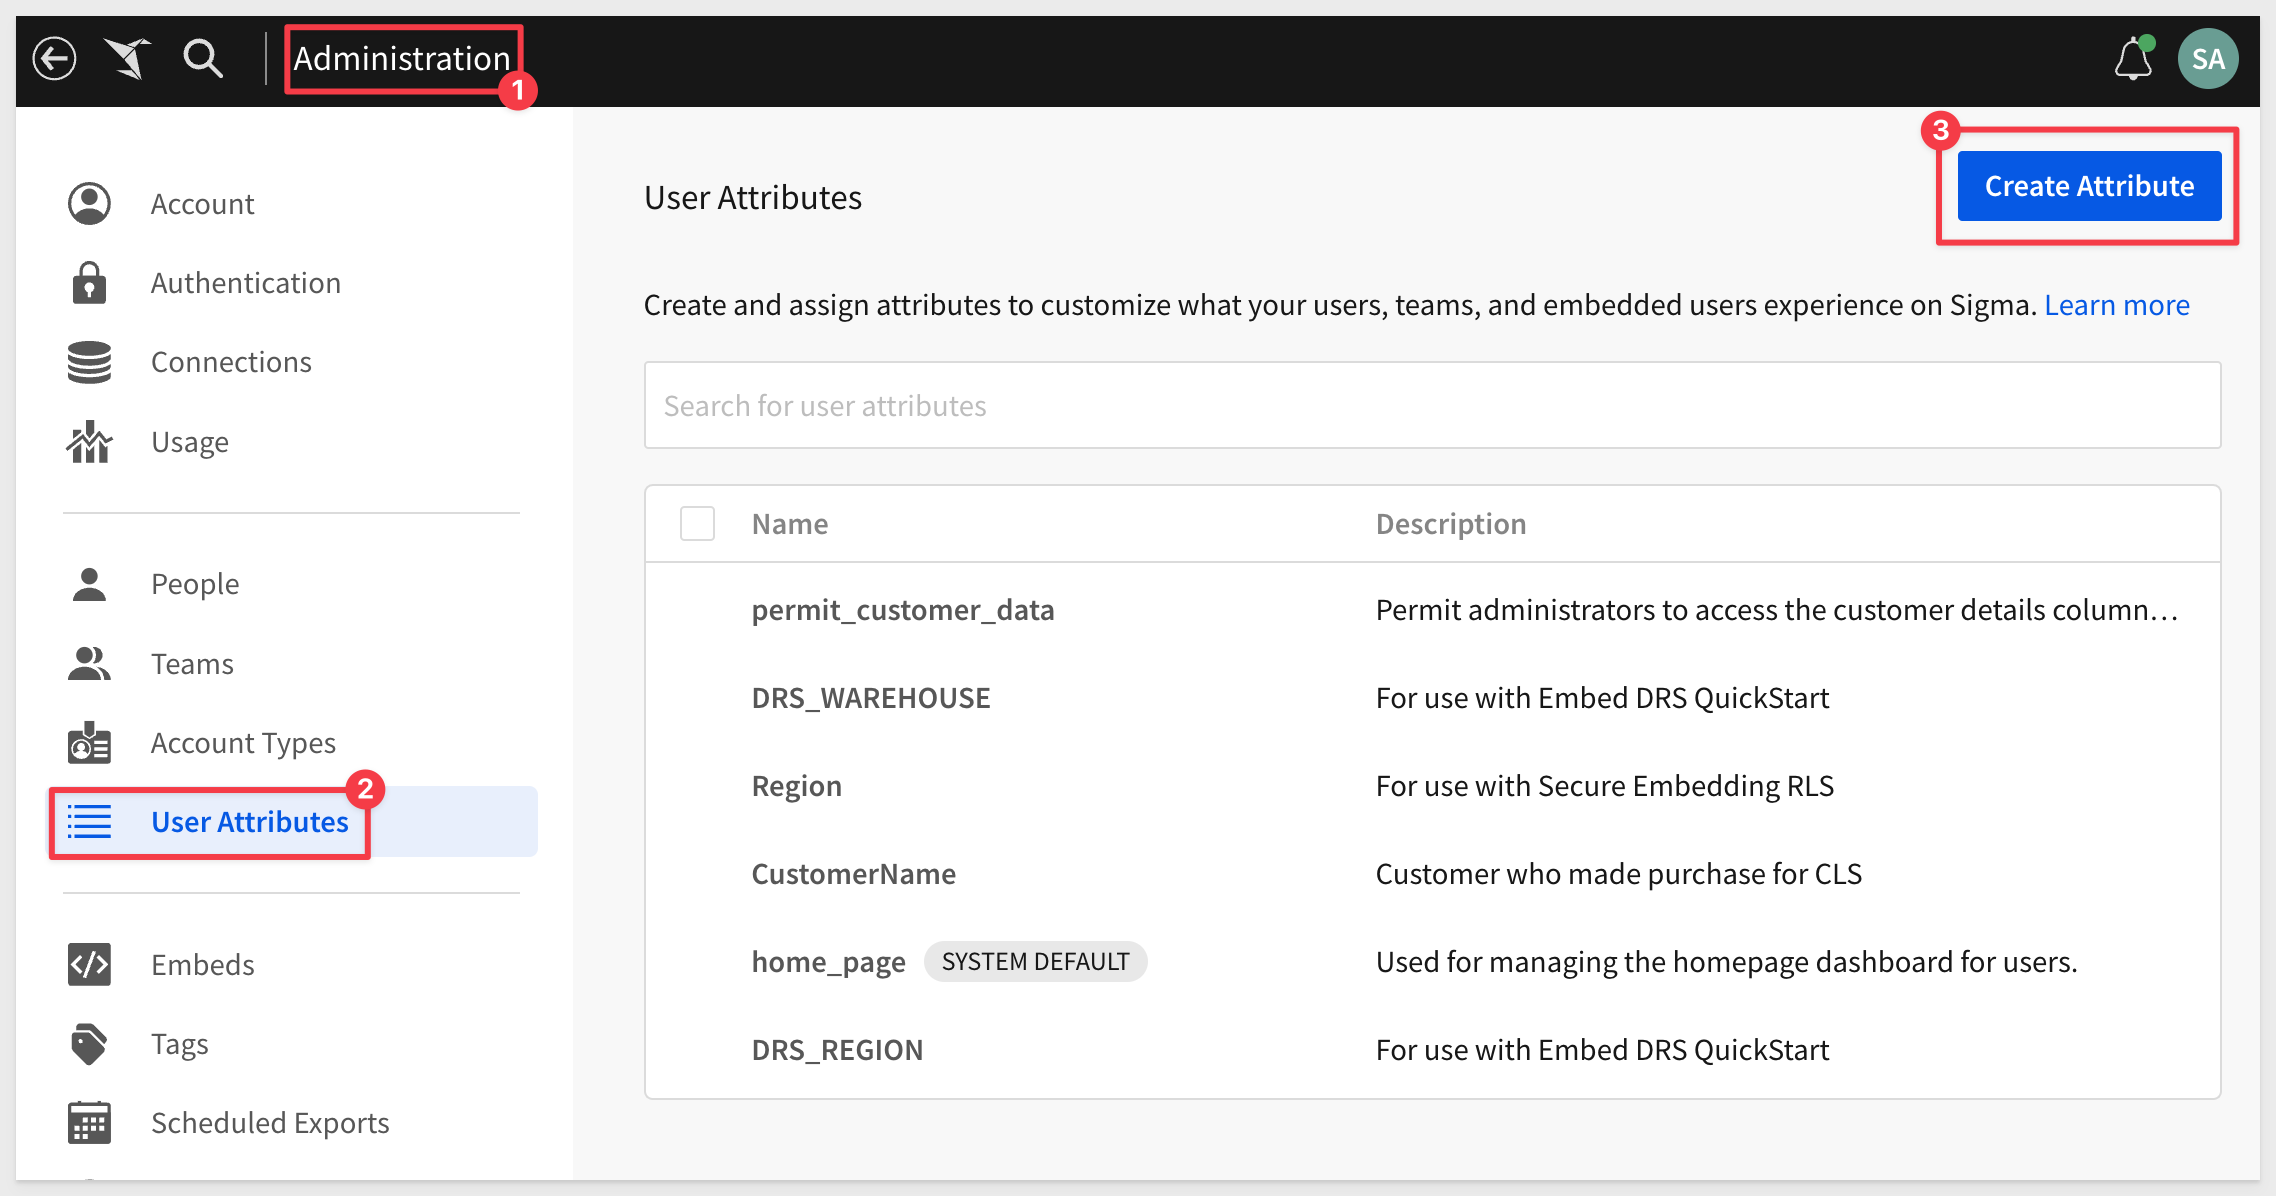 Administration
1
SA
Account
Authentication
Connections
Usage
People
Teams
Account Types
User Attributes
2
Embeds
Tags
Scheduled Exports
User Attributes
3
Create Attribute
Create and assign attributes to customize what your users, teams, and embedded users experience on Sigma. Learn more
Search for user attributes
Name Description
permit_customer_data Permit administrators to access the customer details column…
DRS_WAREHOUSE For use with Embed DRS QuickStart
Region For use with Secure Embedding RLS
CustomerName Customer who made purchase for CLS
home_page SYSTEM DEFAULT Used for managing the homepage dashboard for users.
DRS_REGION For use with Embed DRS QuickStart